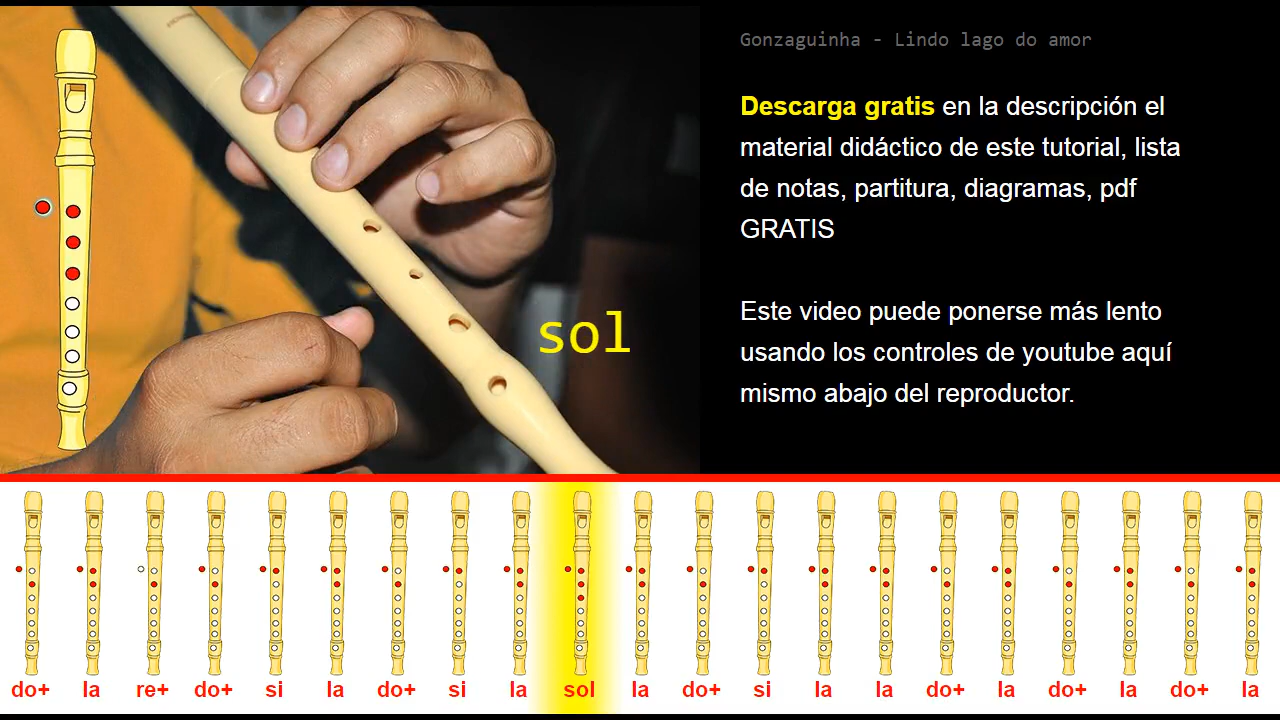 Gonzaguinha - Lindo lago do amor
Descarga gratis en la descripción el
material didáctico de este tutorial, lista
de notas, partitura, diagramas, pdf
GRATIS
Este video puede ponerse más lento
usando los controles de youtube aquí
mismo abajo del reproductor.
sol
do+ la re+ do+ si la do+ si la sol la do+ si la la do+ la do+ la do+ la